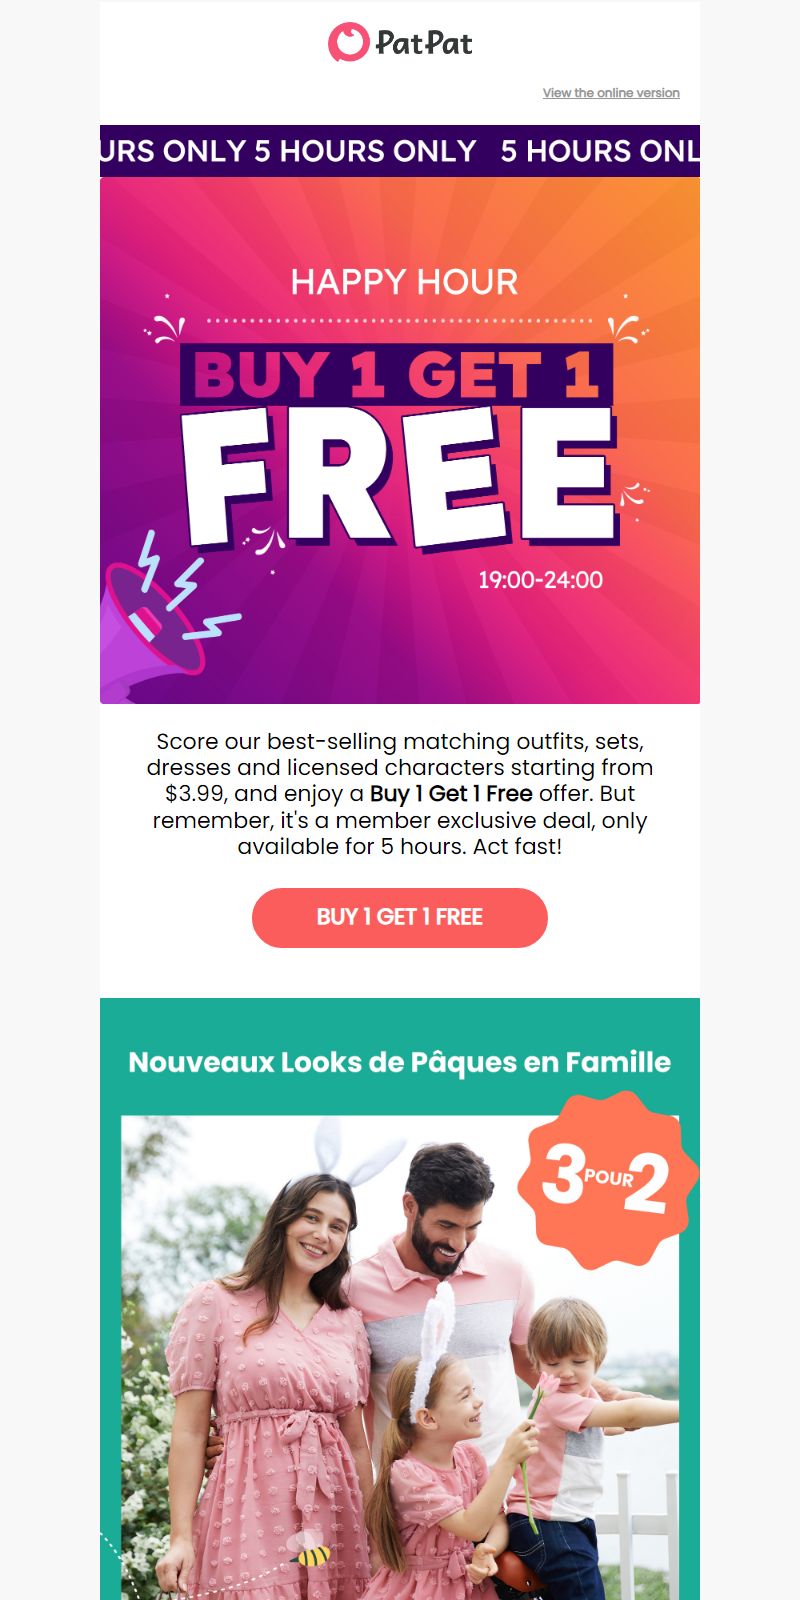 PatPat
View the online version
URS ONLY 5 HOURS ONLY 5 HOURS ONL
HAPPY HOUR
BUY 1 GET 1
FREE
19:00-24:00
Score our best-selling matching outfits, sets,
dresses and licensed characters starting from
$3.99, and enjoy a Buy 1 Get 1 Free offer. But
remember, it's a member exclusive deal, only
available for 5 hours. Act fast!
BUY 1 GET 1 FREE
Nouveaux Looks de Pâques en Famille
3 POUR 2